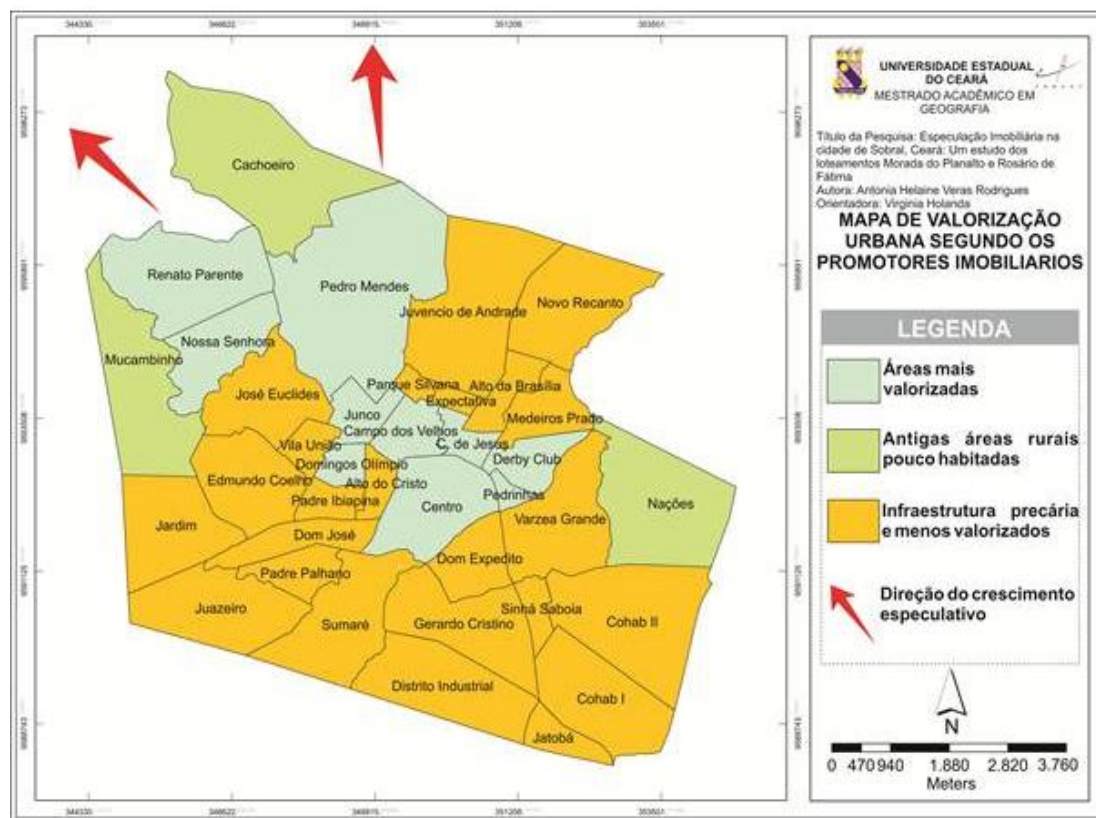 UNIVERSIDADE ESTADUAL
DO CEARÁ
MESTRADO ACADÊMICO EM
GEOGRAFIA
Título da Pesquisa: Especulação Imobiliária na
cidade de Sobral, Ceará: Um estudo dos
loteamentos Morada do Planalto e Rosário de
Fátima
Autora: Antonia Helaine Veras Rodrigues
Orientadora: Virginia Holanda
MAPA DE VALORIZAÇÃO
URBANA SEGUNDO OS
PROMOTORES IMOBILIARIOS
LEGENDA
Áreas mais
valorizadas
Antigas áreas rurais
pouco habitadas
Infraestrutura precária
e menos valorizados
Direção do crescimento
especulativo
N
0 470 940 1.880 2.820 3.760
Meters
Cachoeiro
Renato Parente
Pedro Mendes
Novo Recanto
Juvencio de Andrade
Nossa Senhora
Mucambinho
José Euclides
Parque Silvana
Alto da Brasília
Expectativa
Junco
Medeiros Prado
Campo dos Velhos
Vila União
C. de Jesus
Derby Club
Domingos Olímpio
Edmundo Coelho
Alto do Cristo
Padre Ibiapina
Centro
Pedrinhas
Nações
Jardim
Varzea Grande
Dom José
Dom Expedito
Padre Palhano
Juazeiro
Sumaré
Gerardo Cristino
Sinhá Saboia
Cohab II
Distrito Industrial
Cohab I
Jatobá